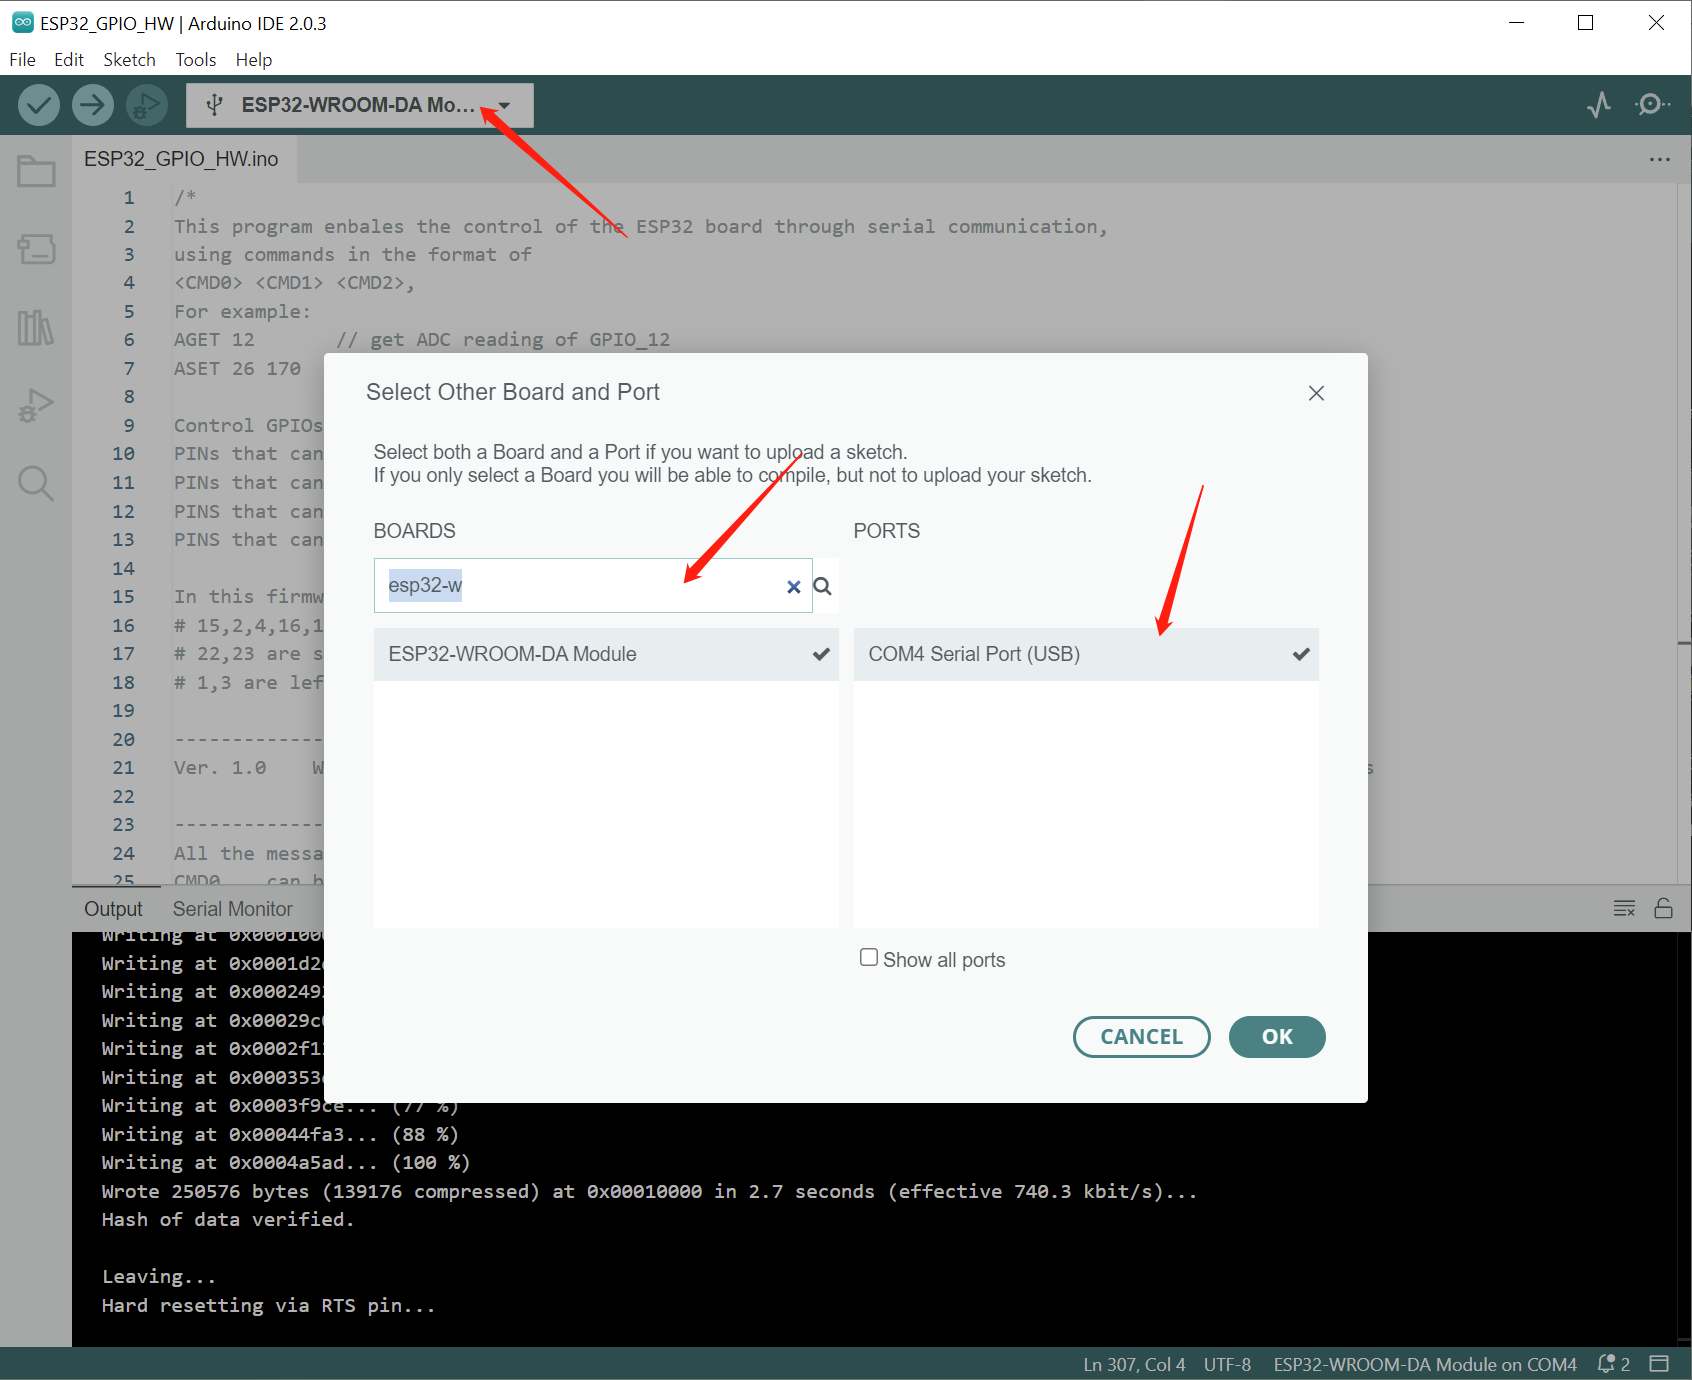 ESP32_GPIO_HW | Arduino IDE 2.0.3
File Edit Sketch Tools Help
ESP32-WROOM-DA Mo...
ESP32_GPIO_HW.ino
1 /*
2 This program enbales the control of the ESP32 board through serial communication,
3 using commands in the format of
4 <CMD0> <CMD1> <CMD2>,
5 For example:
6 AGET 12 // get ADC reading of GPIO_12
7 ASET 26 170
8
9 Control GPIOs
10 PINs that can
11 PINs that can
12 PINS that can
13 PINS that can
14
15 In this firmw
16 # 15,2,4,16,1
17 # 22,23 are s
18 # 1,3 are lef
19
20 -------------
21 Ver. 1.0 W
22
23 -------------
24 All the messa
25 CMD0 can b
Select Other Board and Port
Select both a Board and a Port if you want to upload a sketch.
If you only select a Board you will be able to compile, but not to upload your sketch.
BOARDS
esp32-w
ESP32-WROOM-DA Module
PORTS
COM4 Serial Port (USB)
Show all ports
CANCEL OK
Output Serial Monitor
Writing at
Writing at 0x0001d2
Writing at 0x000249
Writing at 0x00029c
Writing at 0x0002f1
Writing at 0x000353
Writing at 0x0003f9ce... (77 %)
Writing at 0x00044fa3... (88 %)
Writing at 0x0004a5ad... (100 %)
Wrote 250576 bytes (139176 compressed) at 0x00010000 in 2.7 seconds (effective 740.3 kbit/s)...
Hash of data verified.
Leaving...
Hard resetting via RTS pin...
Ln 307, Col 4 UTF-8 ESP32-WROOM-DA Module on COM4 2